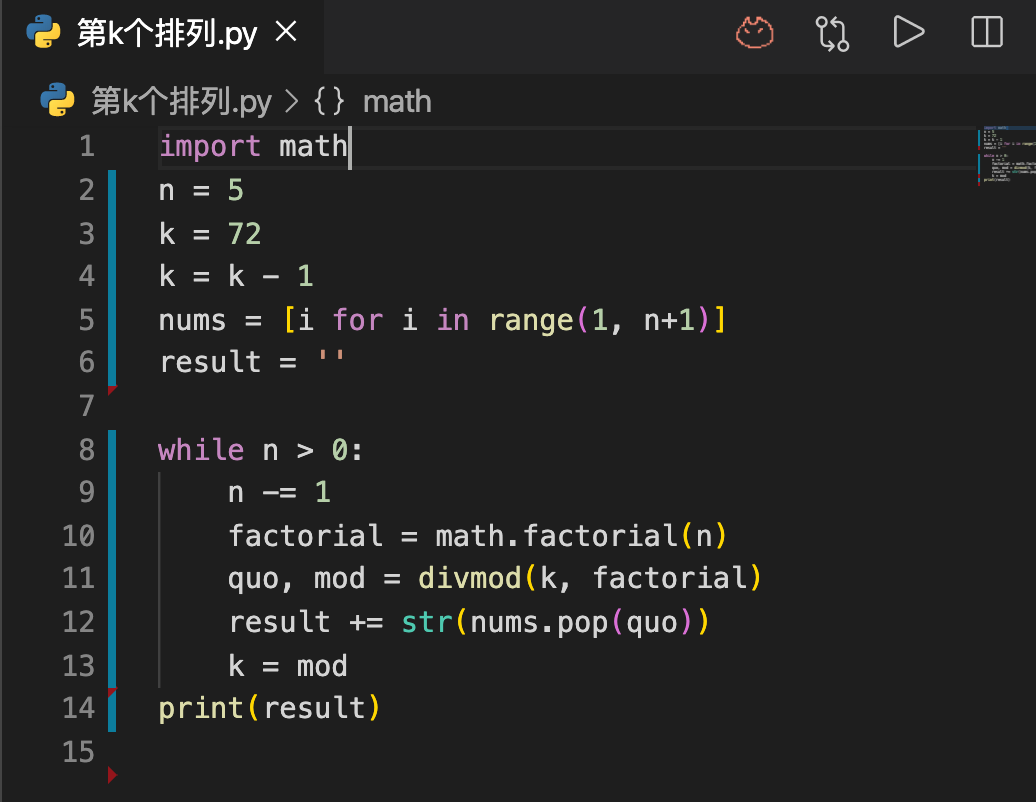 第k个排列.py
第k个排列.py > {} math
1 import math
2 n = 5
3 k = 72
4 k = k - 1
5 nums = [i for i in range(1, n+1)]
6 result = ''
7
8 while n > 0:
9     n -= 1
10     factorial = math.factorial(n)
11     quo, mod = divmod(k, factorial)
12     result += str(nums.pop(quo))
13     k = mod
14 print(result)
15